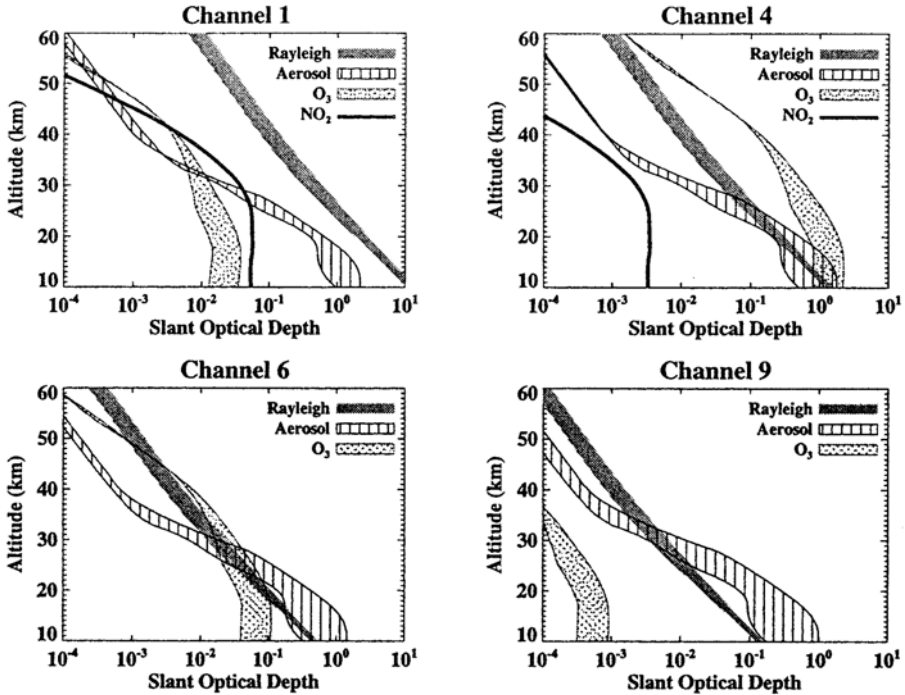 Channel 1
60
50
40
30
20
10
Altitude (km)
Rayleigh
Aerosol
O3
NO2
10-4 10-3 10-2 10-1 100 101
Slant Optical Depth
Channel 4
60
50
40
30
20
10
Altitude (km)
Rayleigh
Aerosol
O3
NO2
10-4 10-3 10-2 10-1 100 101
Slant Optical Depth
Channel 6
60
50
40
30
20
10
Altitude (km)
Rayleigh
Aerosol
O3
10-4 10-3 10-2 10-1 100 101
Slant Optical Depth
Channel 9
60
50
40
30
20
10
Altitude (km)
Rayleigh
Aerosol
O3
10-4 10-3 10-2 10-1 100 101
Slant Optical Depth